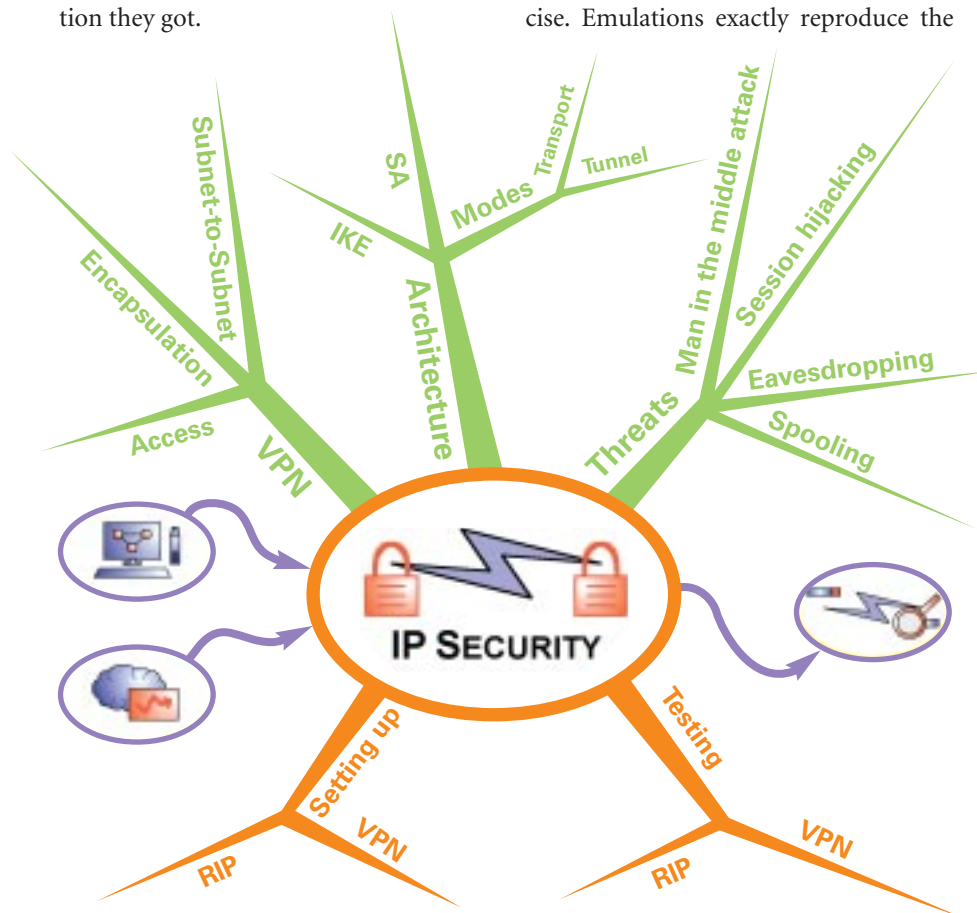 tion they got.
cise. Emulations exactly reproduce the
Subnet-to-Subnet
Encapsulation
Access
VPN
SA
IKE
Modes
Transport
Tunnel
Architecture
Man in the middle attack
Session hijacking
Eavesdropping
Spooling
Threats
IP SECURITY
Setting up
RIP
VPN
Testing
RIP
VPN